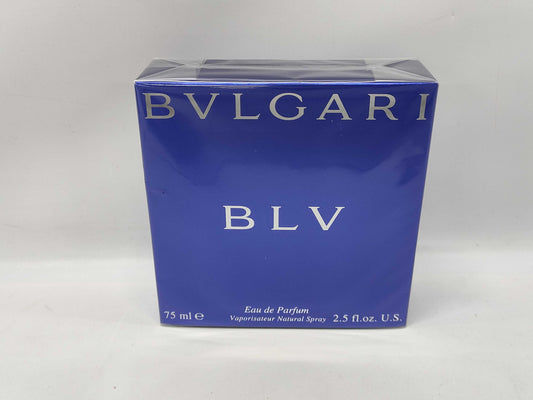 BVLGARI
BLV
Eau de Parfum
75 ml ℮ Vaporisateur Natural Spray 2.5 fl.oz. U.S.